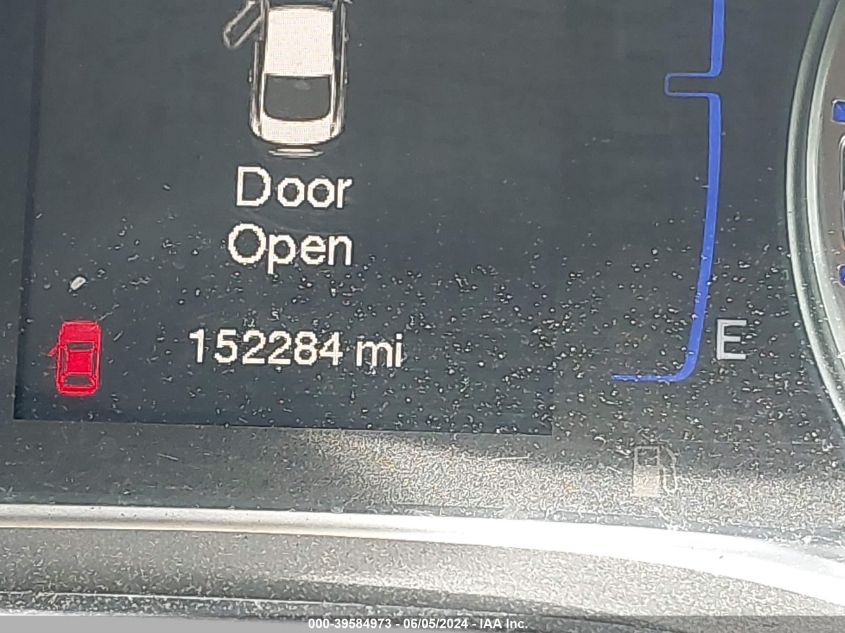 Door
Open
152284 mi
E
000-39584973 - 06/05/2024 - IAA Inc.